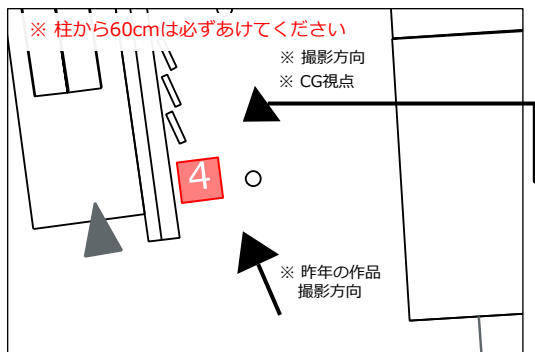 ※ 柱から60cmは必ずあけてください
※ 撮影方向
※ CG視点
4
※ 昨年の作品
撮影方向